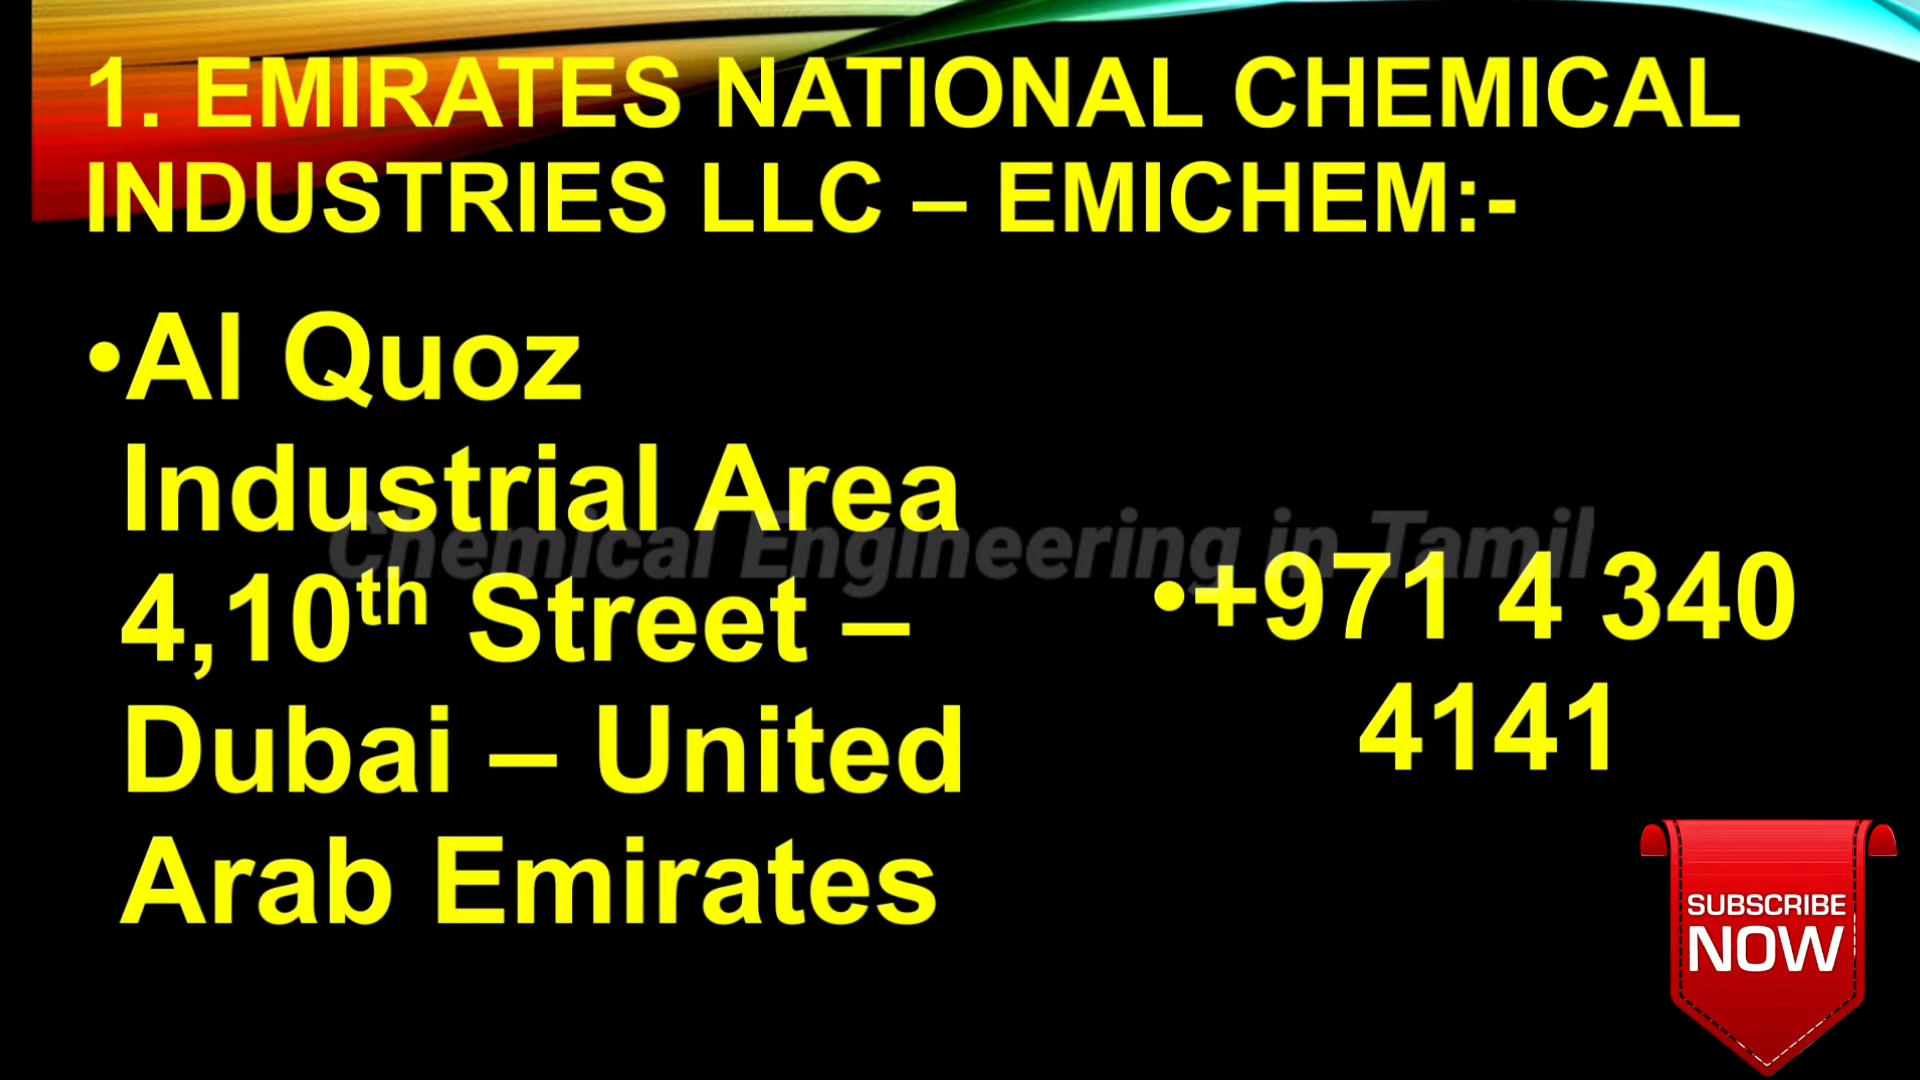 1. EMIRATES NATIONAL CHEMICAL
INDUSTRIES LLC – EMICHEM:-
•Al Quoz
Industrial Area
4,10th Street –
Dubai – United
Arab Emirates
Chemical Engineering in Tamil
•+971 4 340
4141
SUBSCRIBE
NOW